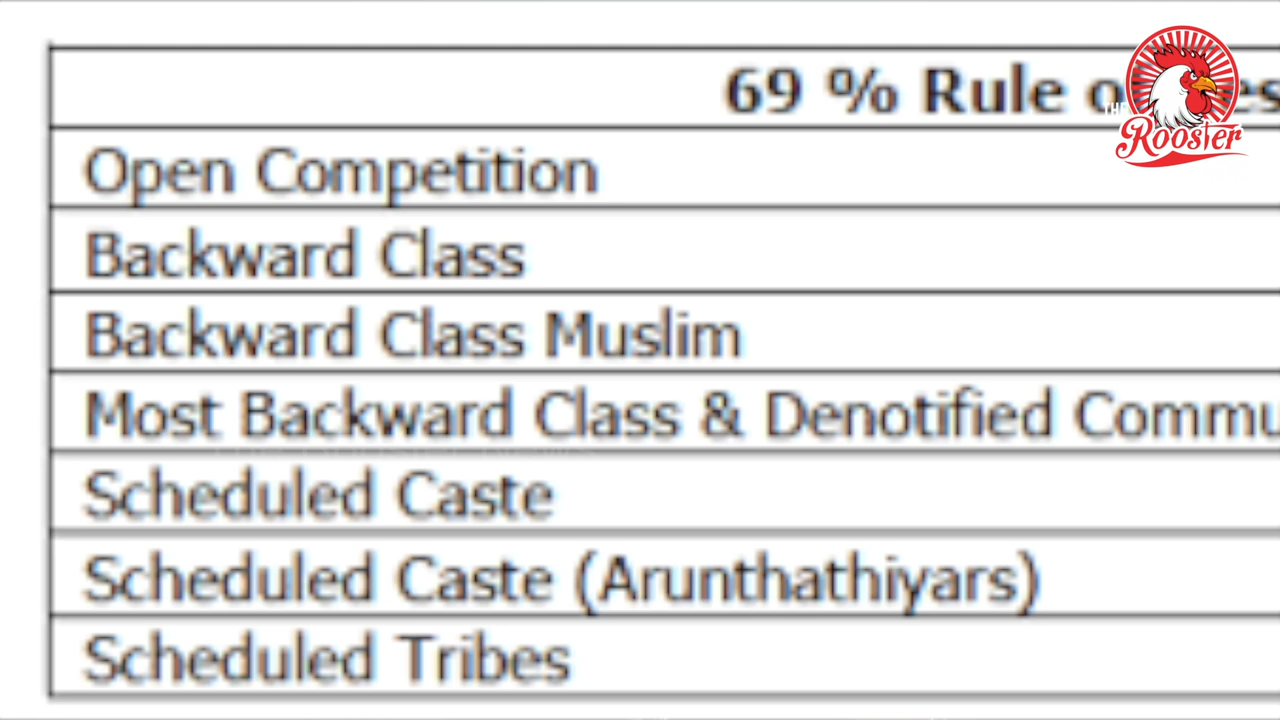 69 % Rule
THE
Rooster
Open Competition
Backward Class
Backward Class Muslim
Most Backward Class & Denotified Commu
Scheduled Caste
Scheduled Caste (Arunthathiyars)
Scheduled Tribes